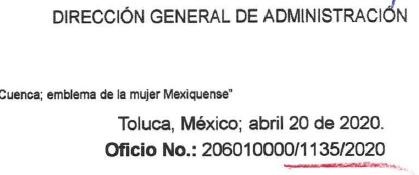 DIRECCIÓN GENERAL DE ADMINISTRACIÓN
Cuenca; emblema de la mujer Mexiquense"
Toluca, México; abril 20 de 2020.
Oficio No.: 206010000/1135/2020